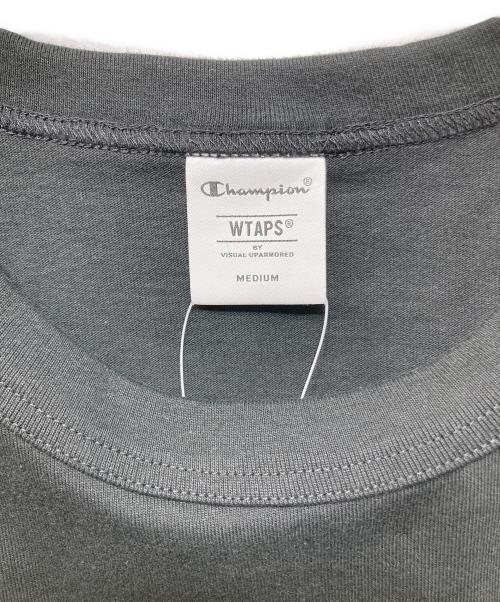 Champion®
WTAPS®
BY
VISUAL UPARMORED
MEDIUM